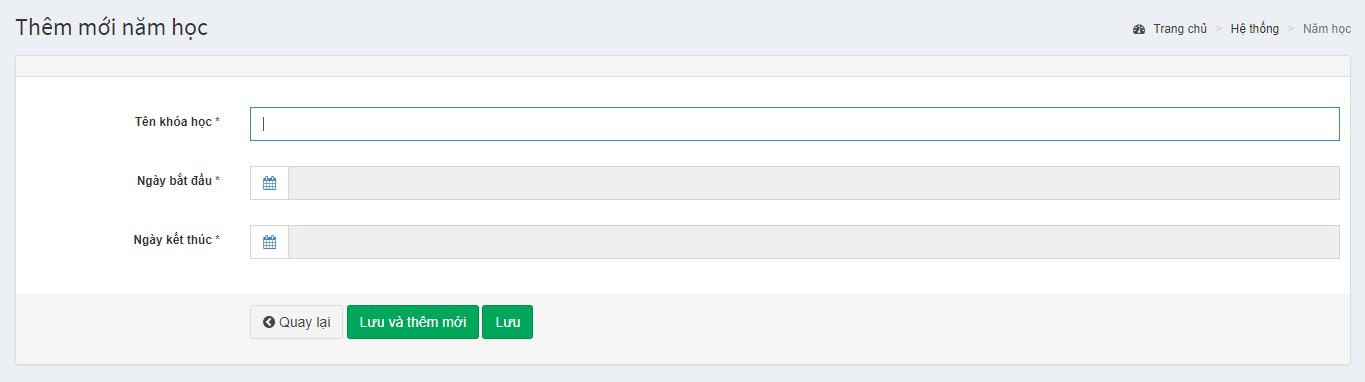 Thêm mới năm học
Trang chủ > Hệ thống > Năm học
Tên khóa học *
Ngày bắt đầu *
Ngày kết thúc *
Quay lại
Lưu và thêm mới
Lưu